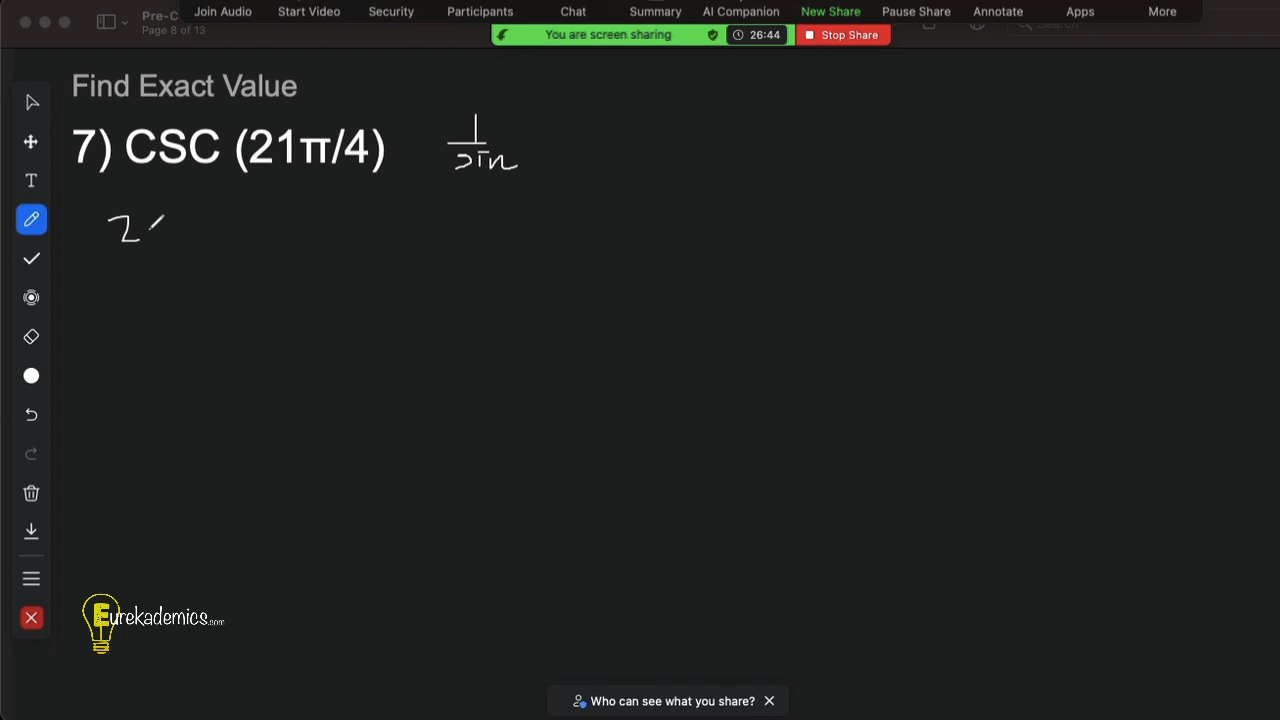 Join Audio Start Video Security Participants Chat Summary AI Companion New Share Pause Share Annotate Apps More
Pre-C
Page 8 of 13
You are screen sharing 26:44 Stop Share
Search
Find Exact Value
7) CSC (21π/4)
1
sin
2
Eurekademics.com
Who can see what you share?